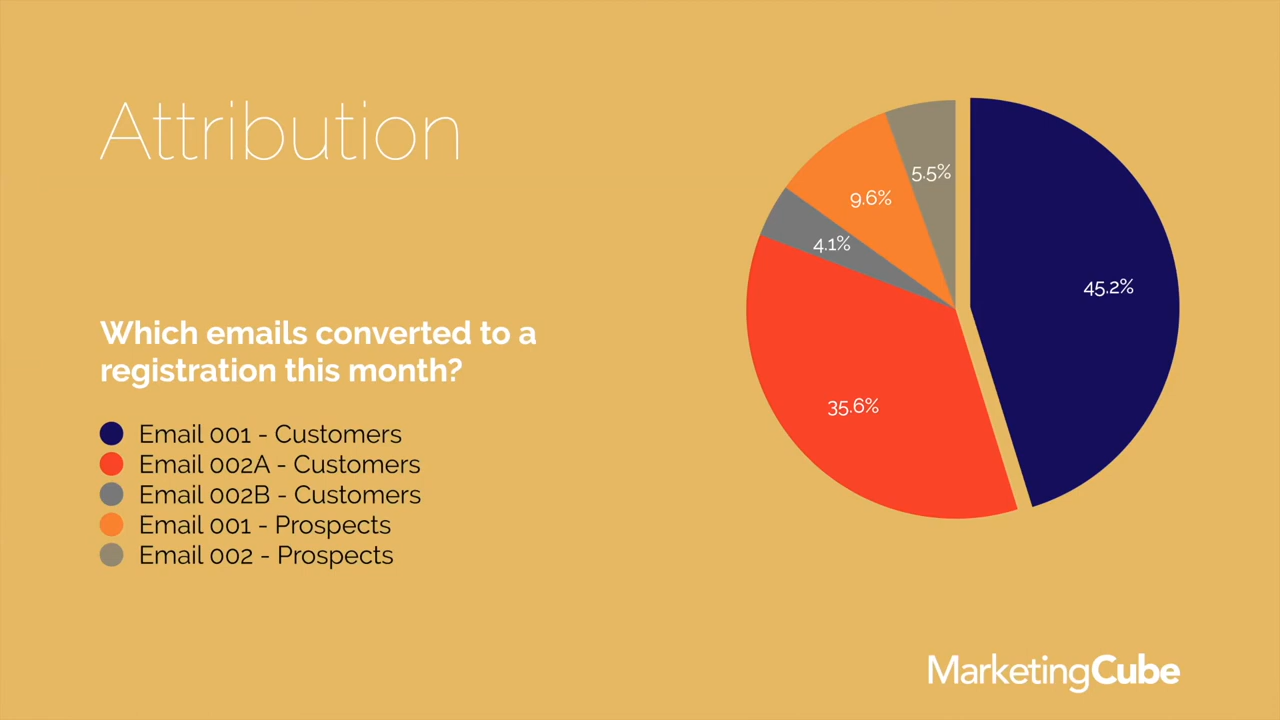 Attribution
Which emails converted to a
registration this month?
Email 001 - Customers
Email 002A - Customers
Email 002B - Customers
Email 001 - Prospects
Email 002 - Prospects
5.5%
9.6%
4.1%
45.2%
35.6%
MarketingCube